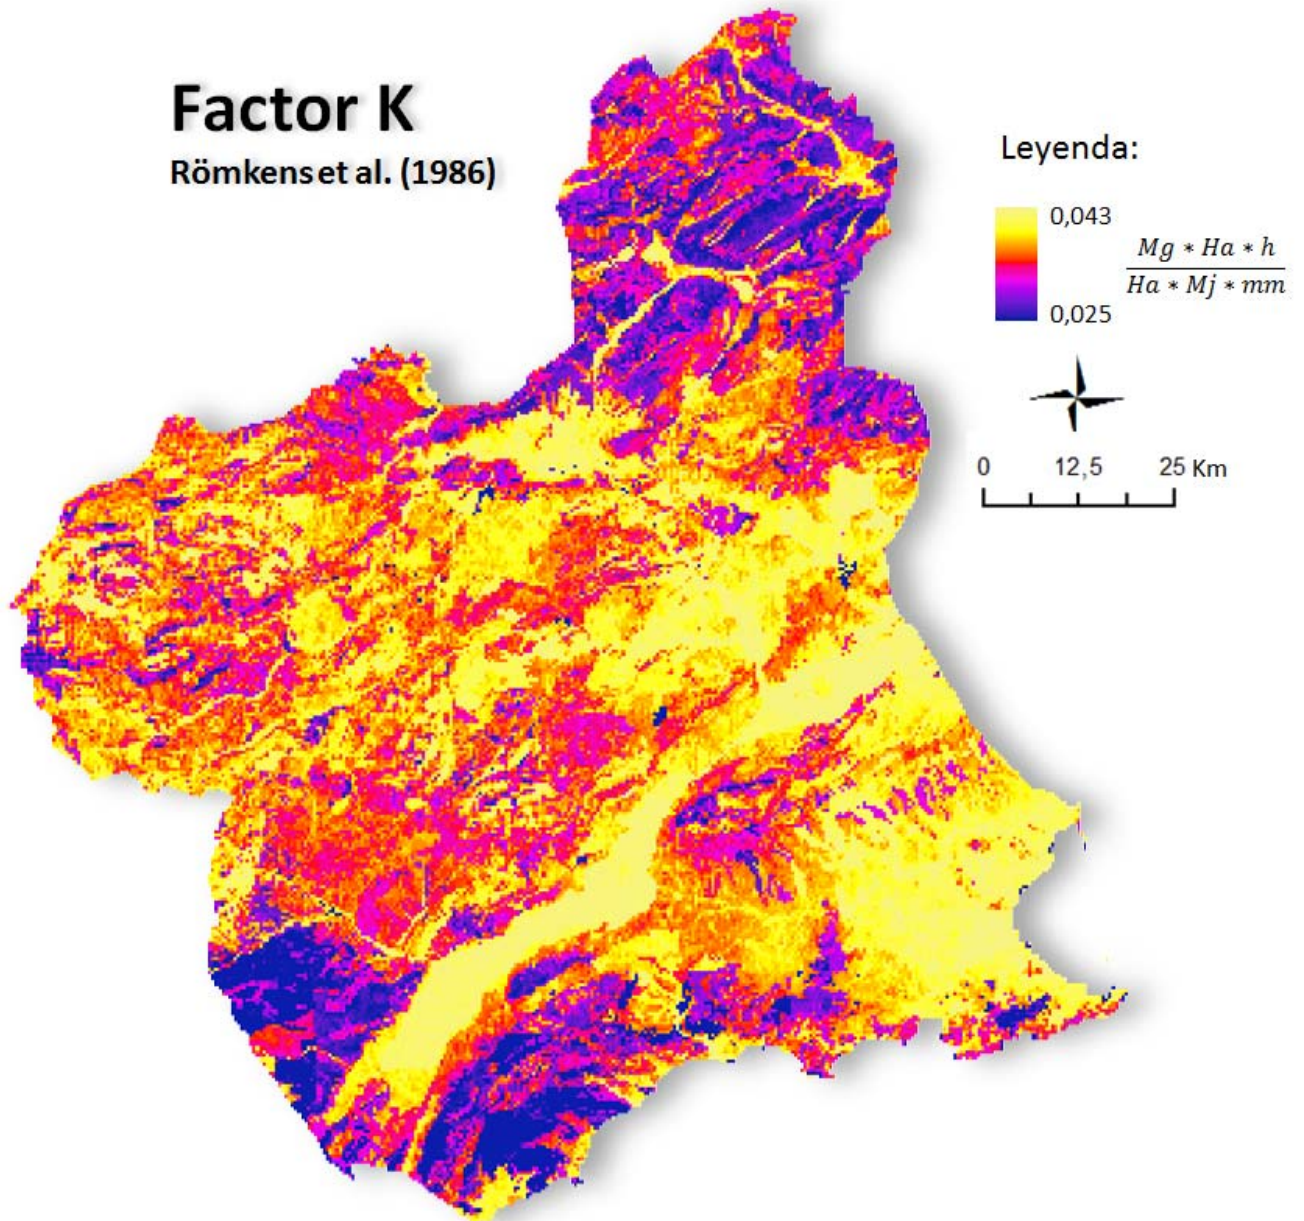 Factor K
Römkens et al. (1986)
Leyenda:
0,043
Mg * Ha * h
Ha * Mj * mm
0,025
0 12,5 25 Km